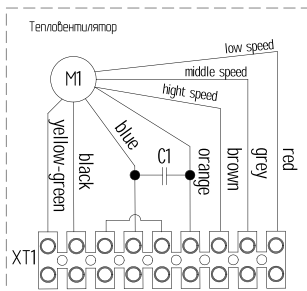 Тепловентилятор
low speed
middle speed
hight speed
M1
yellow-green
black
blue
C1
orange
brown
grey
red
XT1